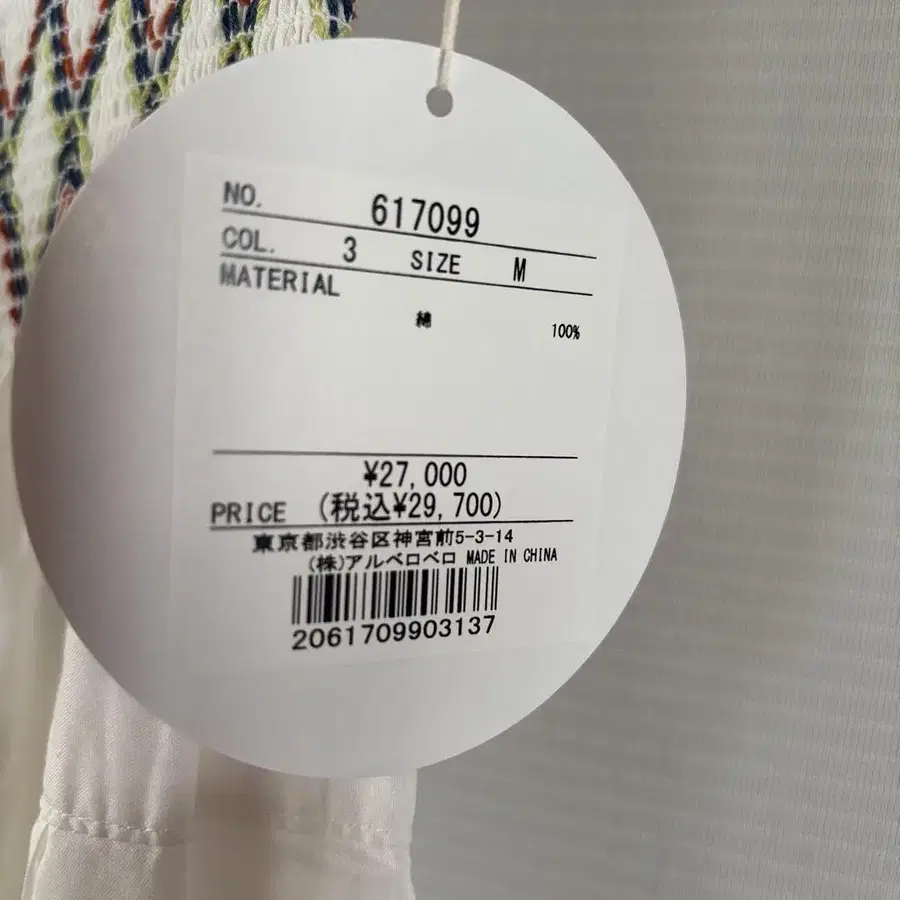 NO. 617099
COL. 3 SIZE M
MATERIAL
綿 100%
¥27,000
PRICE (税込¥29,700)
東京都渋谷区神宮前5-3-14
(株)アルベロベロ MADE IN CHINA
2061709903137